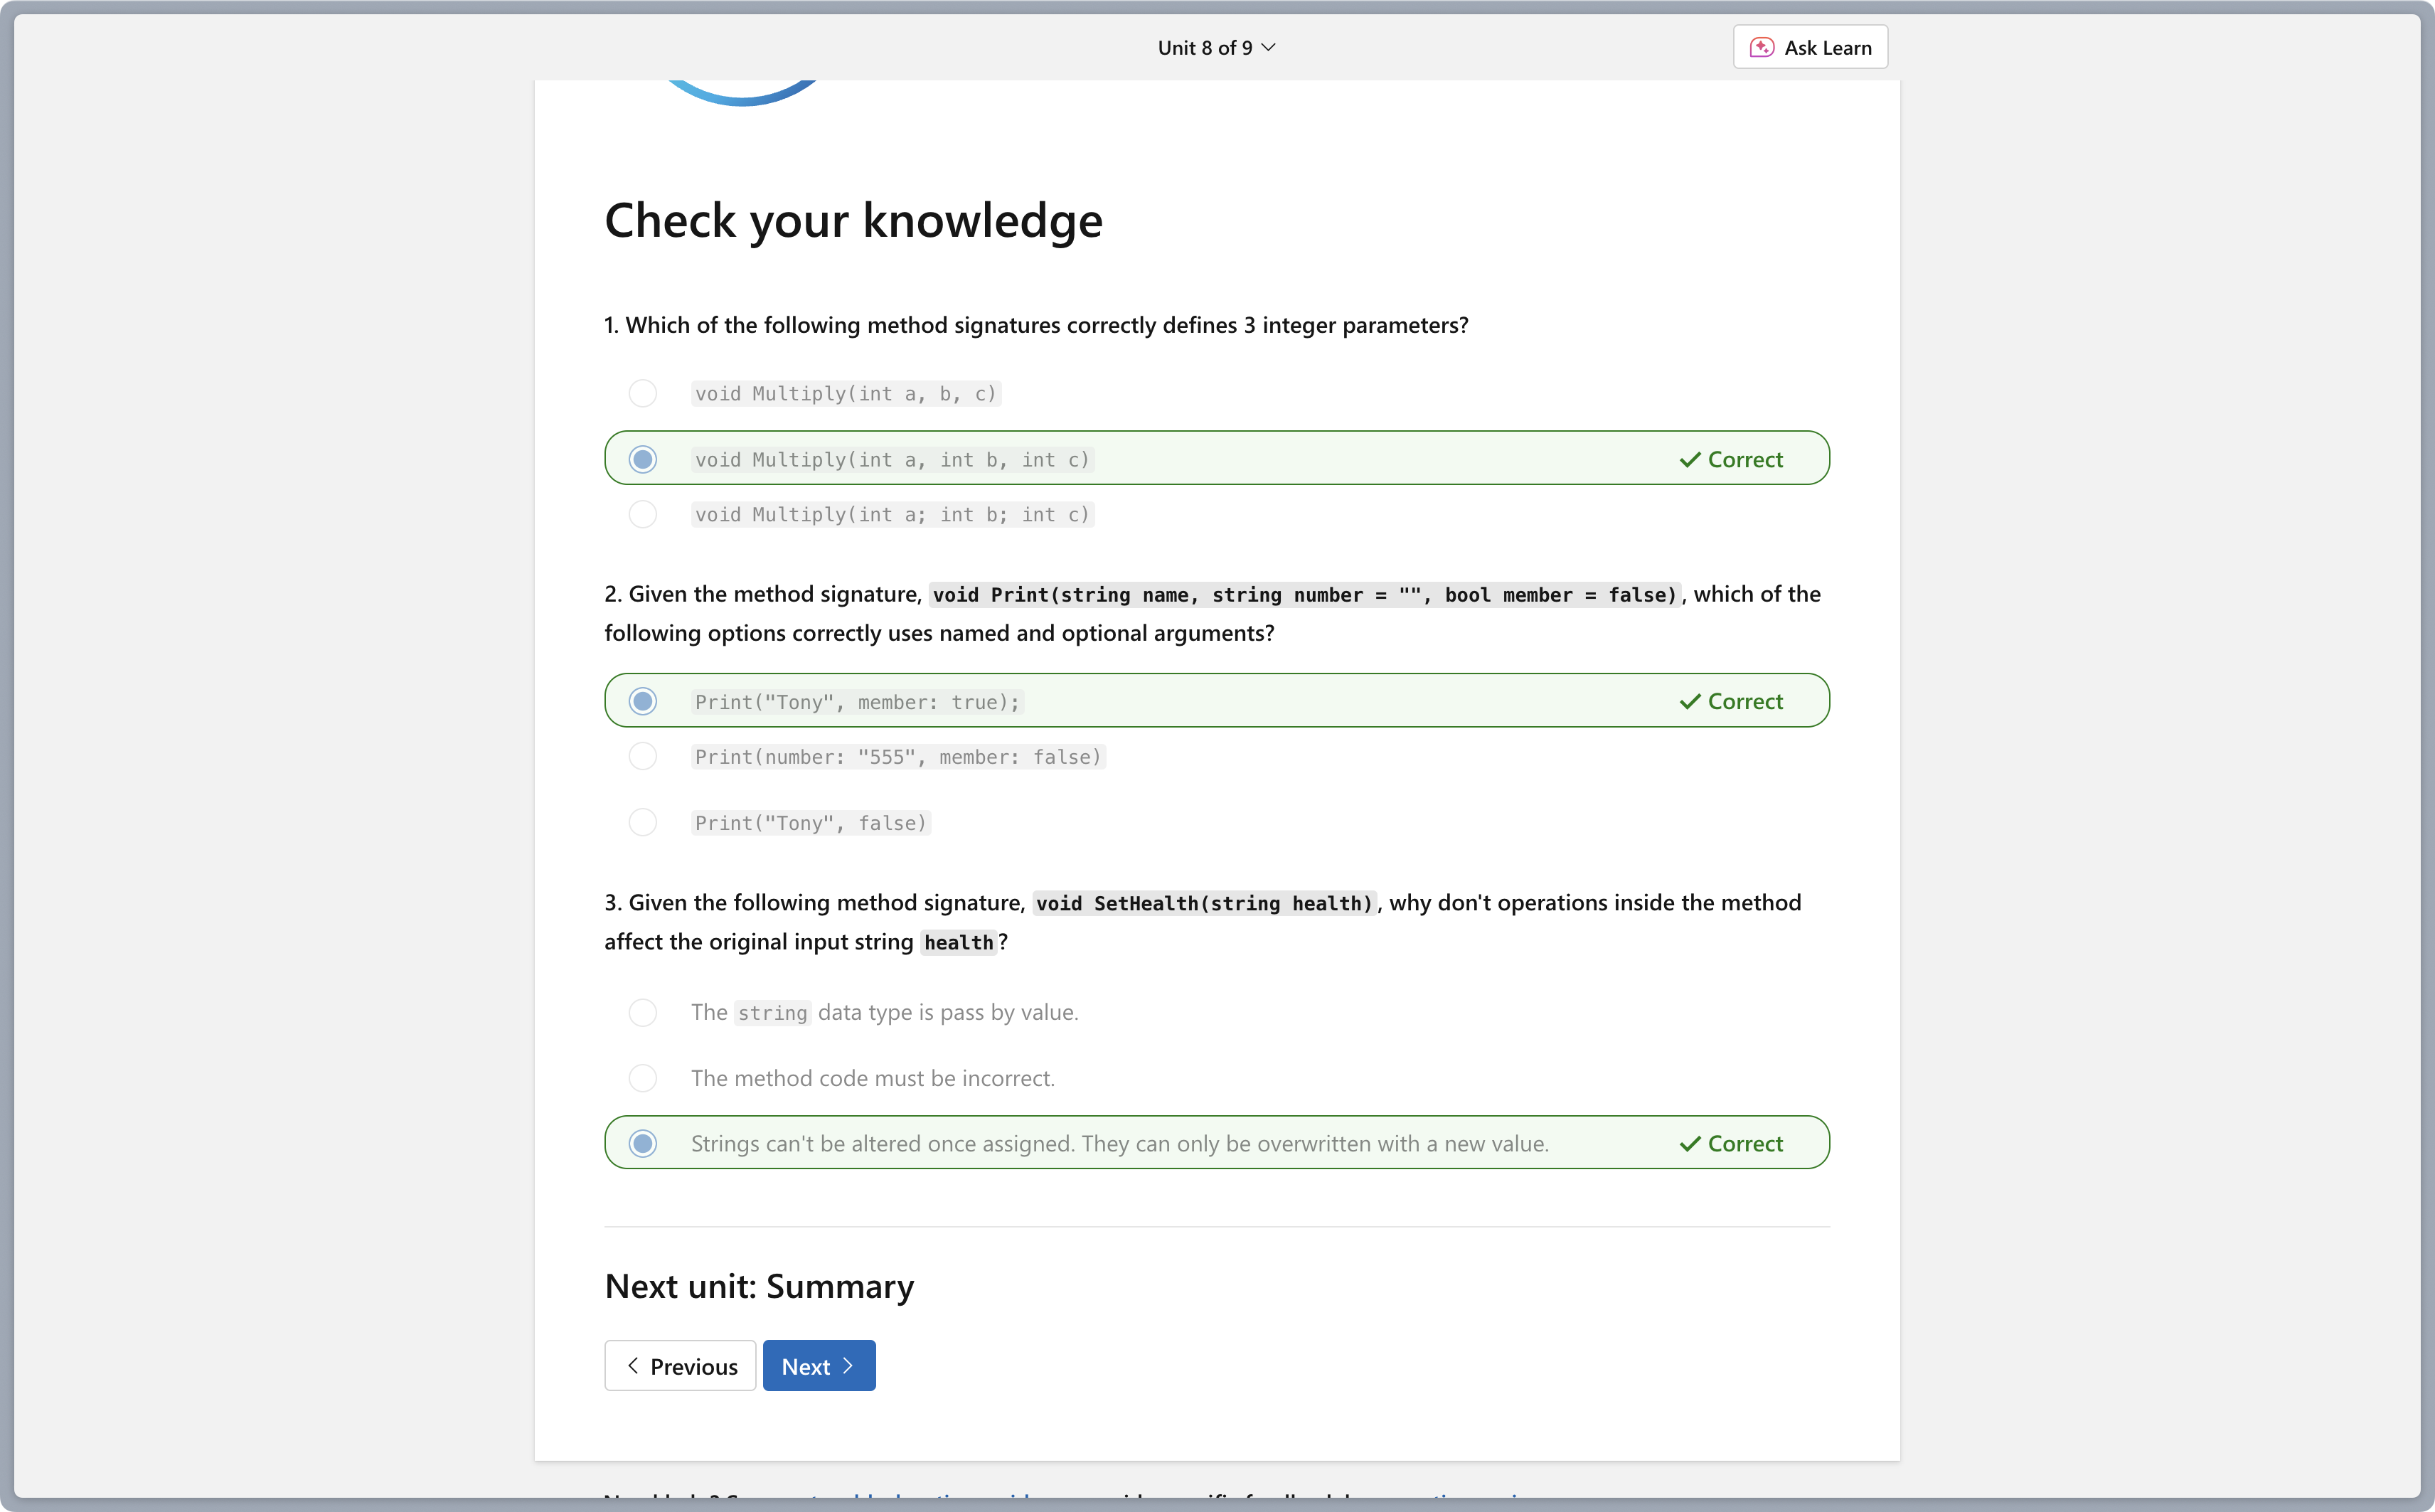 Unit 8 of 9
Ask Learn
Check your knowledge
1. Which of the following method signatures correctly defines 3 integer parameters?
void Multiply(int a, b, c)
void Multiply(int a, int b, int c)
Correct
void Multiply(int a; int b; int c)
2. Given the method signature, void Print(string name, string number = "", bool member = false), which of the
following options correctly uses named and optional arguments?
Print("Tony", member: true);
Correct
Print(number: "555", member: false)
Print("Tony", false)
3. Given the following method signature, void SetHealth(string health), why don't operations inside the method
affect the original input string health?
The string data type is pass by value.
The method code must be incorrect.
Strings can't be altered once assigned. They can only be overwritten with a new value.
Correct
Next unit: Summary
Previous
Next